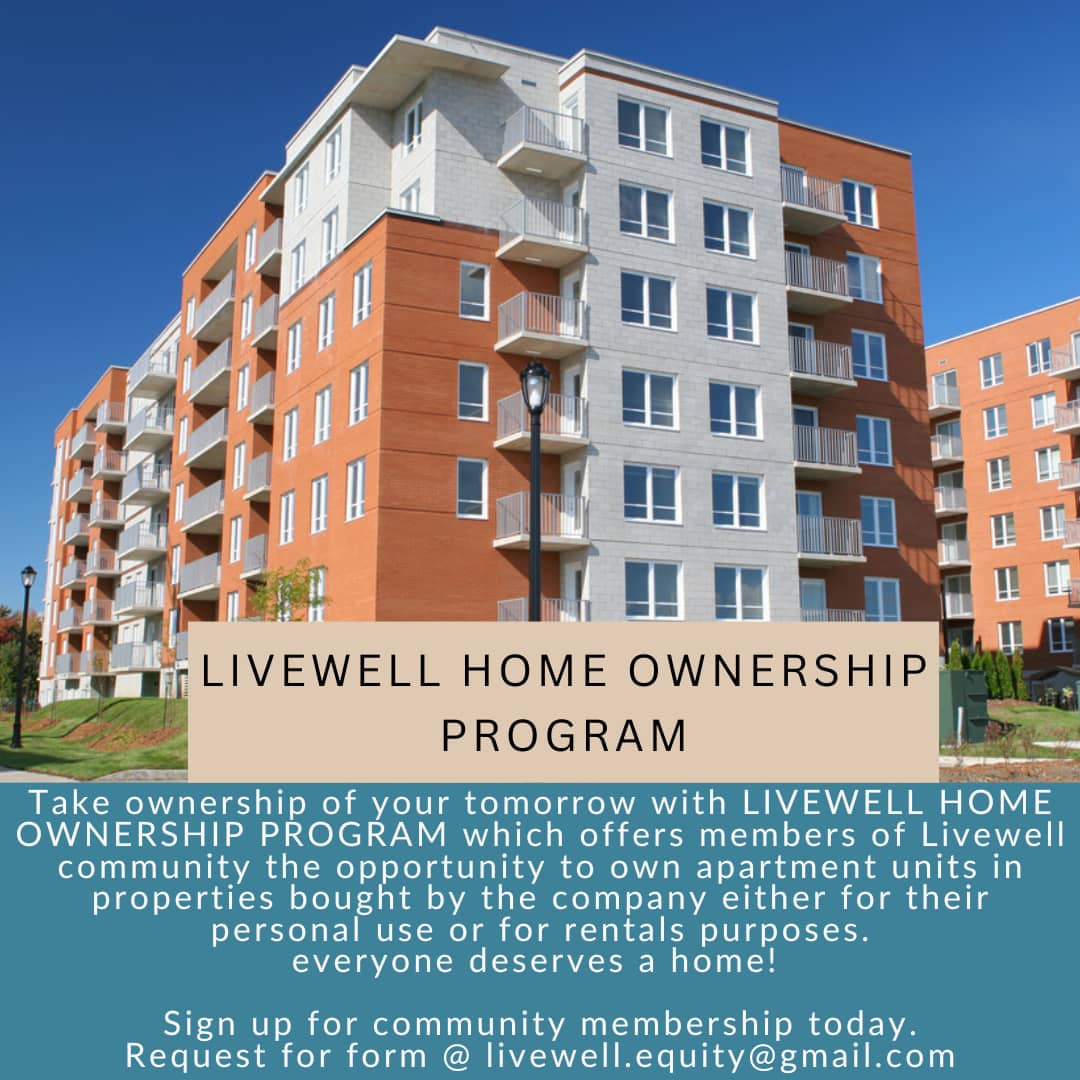 LIVEWELL HOME OWNERSHIP
PROGRAM
Take ownership of your tomorrow with LIVEWELL HOME
OWNERSHIP PROGRAM which offers members of Livewell
community the opportunity to own apartment units in
properties bought by the company either for their
personal use or for rentals purposes.
everyone deserves a home!
Sign up for community membership today.
Request for form @ livewell.equity@gmail.com